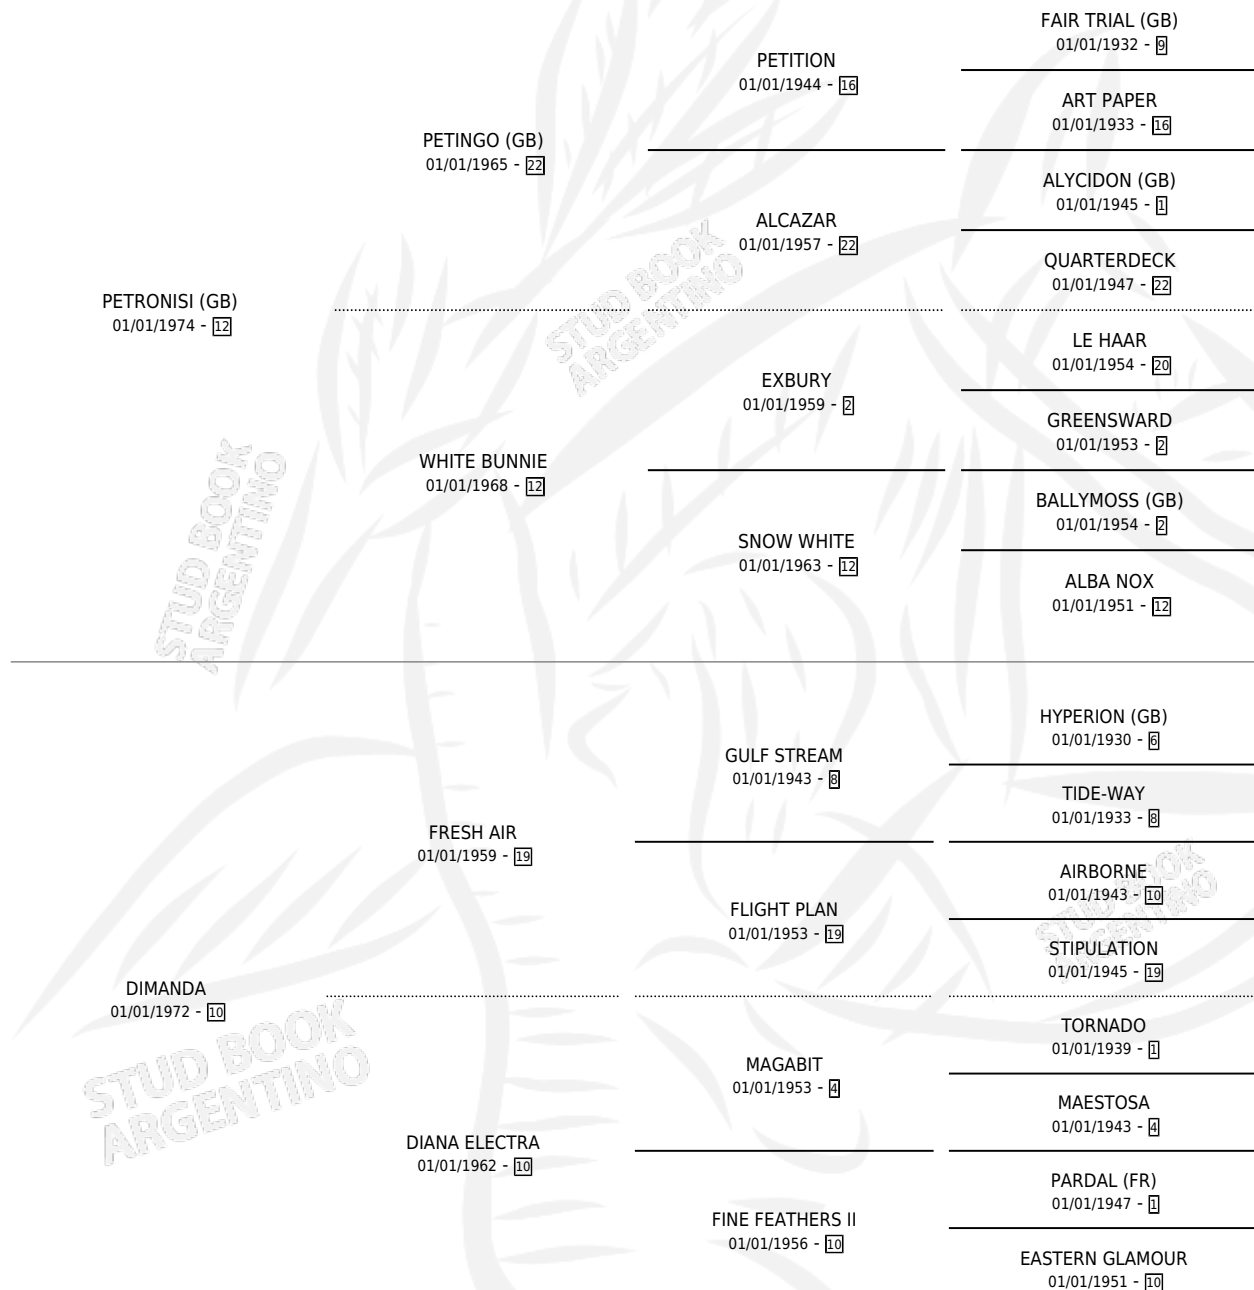 FAIR TRIAL (GB)
01/01/1932 - 9
PETITION
01/01/1944 - 16
ART PAPER
01/01/1933 - 16
PETINGO (GB)
01/01/1965 - 22
ALYCIDON (GB)
01/01/1945 - 1
ALCAZAR
01/01/1957 - 22
QUARTERDECK
01/01/1947 - 22
PETRONISI (GB)
01/01/1974 - 12
LE HAAR
01/01/1954 - 20
EXBURY
01/01/1959 - 2
GREENSWARD
01/01/1953 - 2
WHITE BUNNIE
01/01/1968 - 12
BALLYMOSS (GB)
01/01/1954 - 2
SNOW WHITE
01/01/1963 - 12
ALBA NOX
01/01/1951 - 12
HYPERION (GB)
01/01/1930 - 6
GULF STREAM
01/01/1943 - 8
TIDE-WAY
01/01/1933 - 8
FRESH AIR
01/01/1959 - 19
AIRBORNE
01/01/1943 - 10
FLIGHT PLAN
01/01/1953 - 19
STIPULATION
01/01/1945 - 19
DIMANDA
01/01/1972 - 10
TORNADO
01/01/1939 - 1
MAGABIT
01/01/1953 - 4
MAESTOSA
01/01/1943 - 4
DIANA ELECTRA
01/01/1962 - 10
PARDAL (FR)
01/01/1947 - 1
FINE FEATHERS II
01/01/1956 - 10
EASTERN GLAMOUR
01/01/1951 - 10
STUD BOOK
ARGENTINO
STUD BOOK
ARGENTINO
STUD BOOK
ARGENTINO
STUD BOOK
ARGENTINO